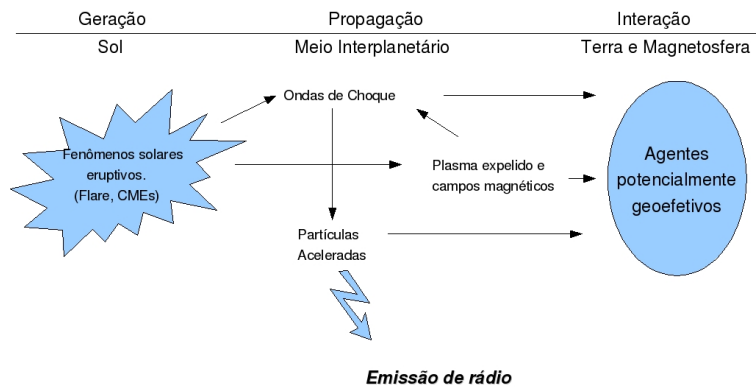 Geração Propagação Interação
Sol Meio Interplanetário Terra e Magnetosfera
Ondas de Choque
Fenômenos solares
eruptivos.
(Flare, CMEs)
Plasma expelido e
campos magnéticos
Agentes
potencialmente
geoefetivos
Partículas
Aceleradas
Emissão de rádio